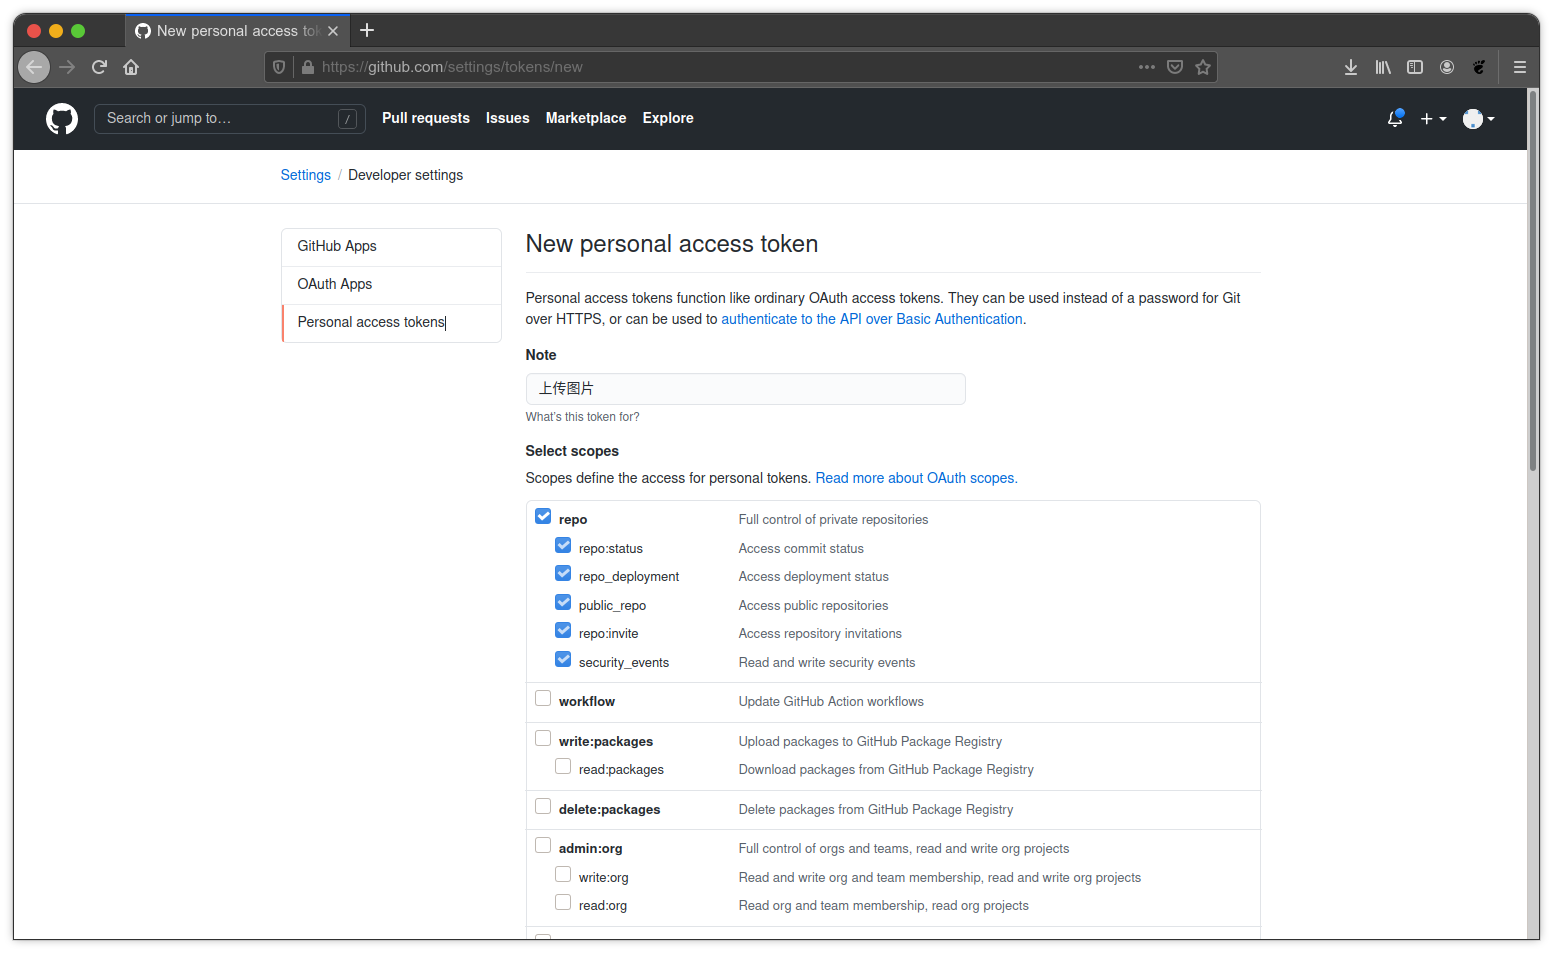 New personal access tok
https://github.com/settings/tokens/new
Search or jump to… /
Pull requests Issues Marketplace Explore
Settings / Developer settings
GitHub Apps
OAuth Apps
Personal access tokens
New personal access token
Personal access tokens function like ordinary OAuth access tokens. They can be used instead of a password for Git
over HTTPS, or can be used to authenticate to the API over Basic Authentication.
Note
上传图片
What's this token for?
Select scopes
Scopes define the access for personal tokens. Read more about OAuth scopes.
repo Full control of private repositories
repo:status Access commit status
repo_deployment Access deployment status
public_repo Access public repositories
repo:invite Access repository invitations
security_events Read and write security events
workflow Update GitHub Action workflows
write:packages Upload packages to GitHub Package Registry
read:packages Download packages from GitHub Package Registry
delete:packages Delete packages from GitHub Package Registry
admin:org Full control of orgs and teams, read and write org projects
write:org Read and write org and team membership, read and write org projects
read:org Read org and team membership, read org projects